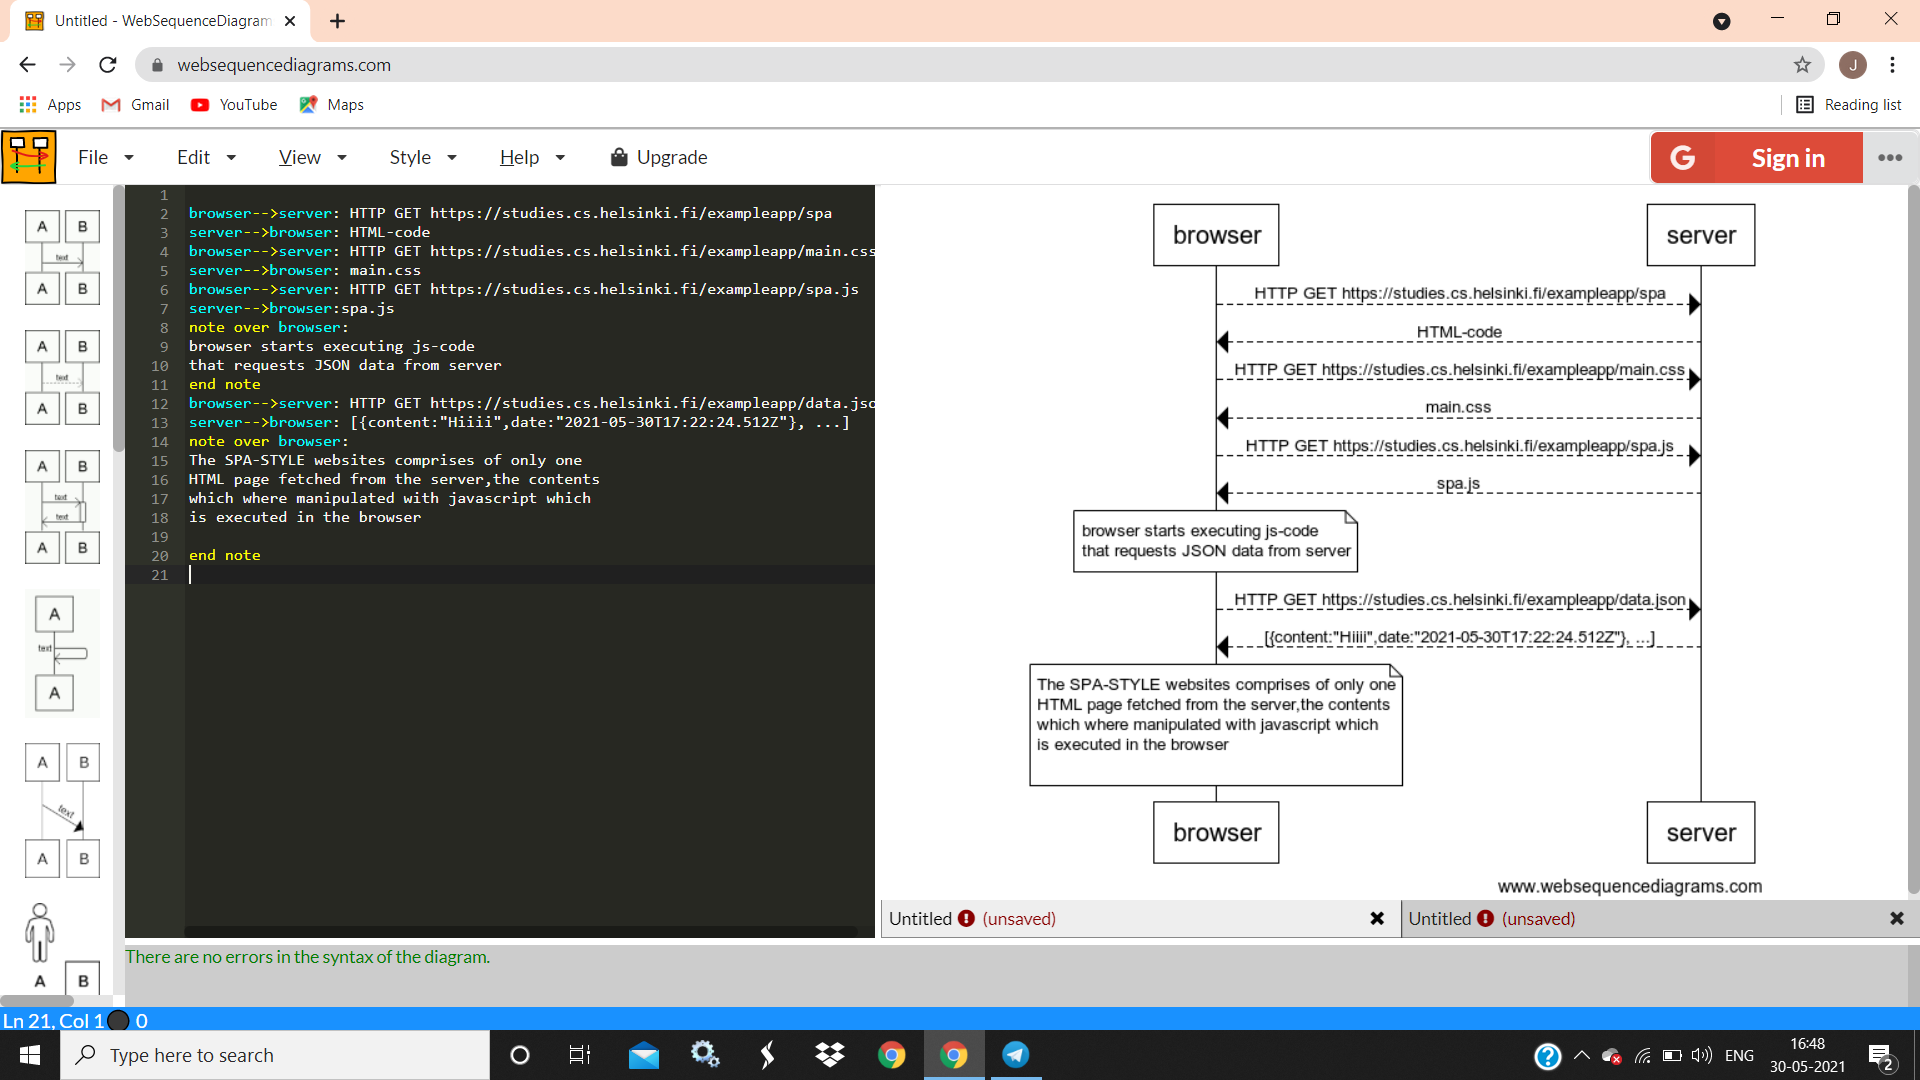 Untitled - WebSequenceDiagram
websequencediagrams.com
J
Apps
Gmail
YouTube
Maps
Reading list
File
Edit
View
Style
Help
Upgrade
G
Sign in
A B
text
A B
A B
text
A B
A B
text
text
A B
A
text
A
A B
text
A B
A B
1
2 browser-->server: HTTP GET https://studies.cs.helsinki.fi/exampleapp/spa
3 server-->browser: HTML-code
4 browser-->server: HTTP GET https://studies.cs.helsinki.fi/exampleapp/main.css
5 server-->browser: main.css
6 browser-->server: HTTP GET https://studies.cs.helsinki.fi/exampleapp/spa.js
7 server-->browser:spa.js
8 note over browser:
9 browser starts executing js-code
10 that requests JSON data from server
11 end note
12 browser-->server: HTTP GET https://studies.cs.helsinki.fi/exampleapp/data.jso
13 server-->browser: [{content:"Hiiii",date:"2021-05-30T17:22:24.512Z"}, ...]
14 note over browser:
15 The SPA-STYLE websites comprises of only one
16 HTML page fetched from the server,the contents
17 which where manipulated with javascript which
18 is executed in the browser
19
20 end note
21
browser
server
HTTP GET https://studies.cs.helsinki.fi/exampleapp/spa
HTML-code
HTTP GET https://studies.cs.helsinki.fi/exampleapp/main.css
main.css
HTTP GET https://studies.cs.helsinki.fi/exampleapp/spa.js
spa.js
browser starts executing js-code
that requests JSON data from server
HTTP GET https://studies.cs.helsinki.fi/exampleapp/data.json
[{content:"Hiiii",date:"2021-05-30T17:22:24.512Z"}, ...]
The SPA-STYLE websites comprises of only one
HTML page fetched from the server,the contents
which where manipulated with javascript which
is executed in the browser
browser
server
www.websequencediagrams.com
Untitled ! (unsaved)
Untitled ! (unsaved)
There are no errors in the syntax of the diagram.
Ln 21, Col 1 0
Type here to search
ENG
16:48
30-05-2021
2